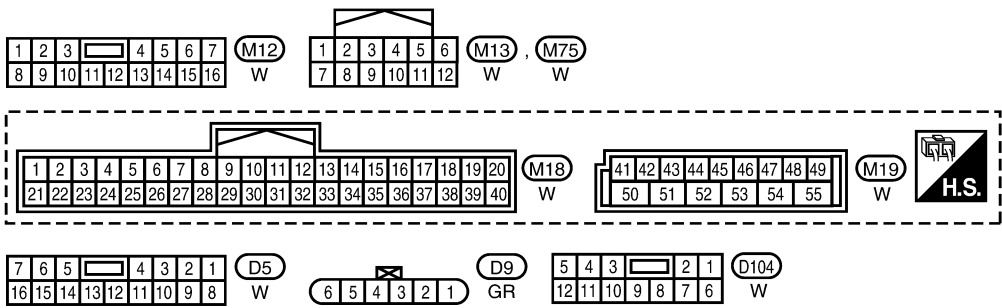 1 2 3 4 5 6 7 M12
8 9 10 11 12 13 14 15 16 W
1 2 3 4 5 6 M13 , M75
7 8 9 10 11 12 W W
1 2 3 4 5 6 7 8 9 10 11 12 13 14 15 16 17 18 19 20 M18
21 22 23 24 25 26 27 28 29 30 31 32 33 34 35 36 37 38 39 40 W
41 42 43 44 45 46 47 48 49 M19
50 51 52 53 54 55 W
H.S.
7 6 5 4 3 2 1 D5
16 15 14 13 12 11 10 9 8 W
D9
6 5 4 3 2 1 GR
5 4 3 2 1 D104
12 11 10 9 8 7 6 W